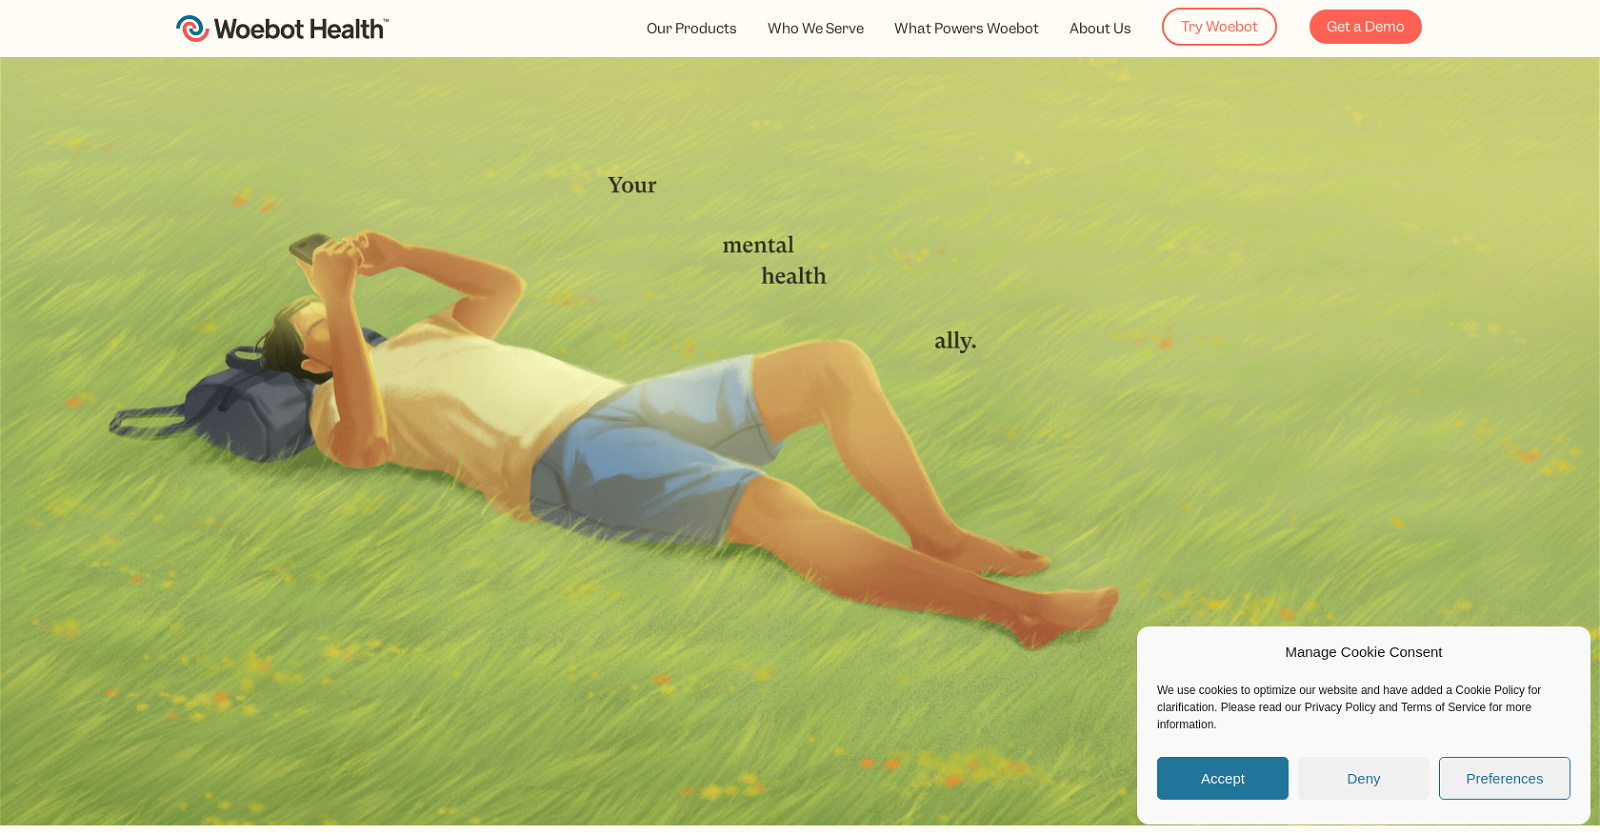 Woebot Health™
Our Products
Who We Serve
What Powers Woebot
About Us
Try Woebot
Get a Demo
Your
mental
health
ally.
Manage Cookie Consent
We use cookies to optimize our website and have added a Cookie Policy for
clarification. Please read our Privacy Policy and Terms of Service for more
information.
Accept
Deny
Preferences